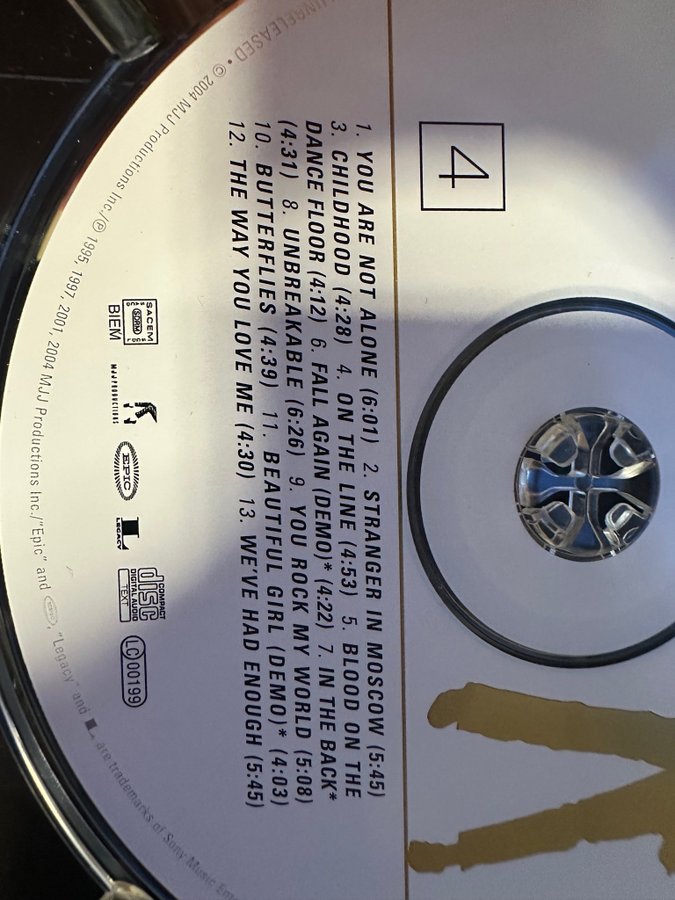 4
1. YOU ARE NOT ALONE (6:01) 2. STRANGER IN MOSCOW (5:45)
3. CHILDHOOD (4:28) 4. ON THE LINE (4:53) 5. BLOOD ON THE
DANCE FLOOR (4:12) 6. FALL AGAIN (DEMO)* (4:22) 7. IN THE BACK*
(4:31) 8. UNBREAKABLE (6:26) 9. YOU ROCK MY WORLD (5:08)
10. BUTTERFLIES (4:39) 11. BEAUTIFUL GIRL (DEMO)* (4:03)
12. THE WAY YOU LOVE ME (4:30) 13. WE'VE HAD ENOUGH (5:45)
SACEM
SDRM
BIEM
MJJ PRODUCTIONS
EPIC
L
LEGACY
COMPACT
disc
DIGITAL AUDIO
TEXT
LC 00199
UNRELEASED • © 2004 MJJ Productions Inc./℗ 1995, 1997, 2001, 2004 MJJ Productions Inc./"Epic" and , "Legacy" and L are trademarks of Sony Music